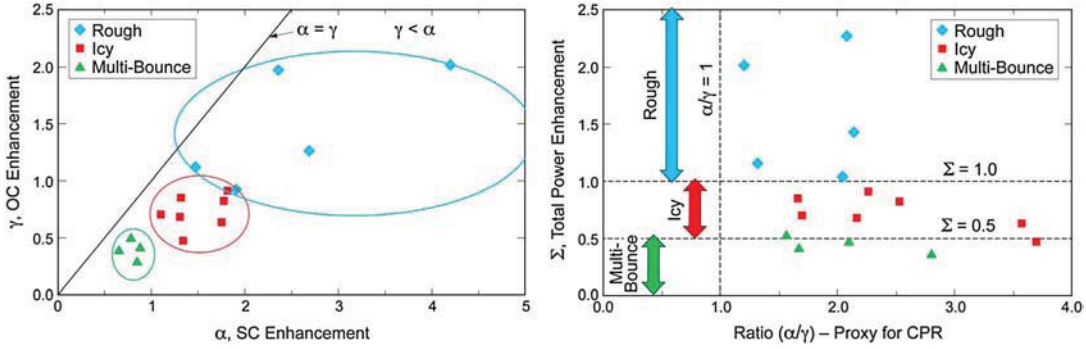 2.5
2.0
1.5
1.0
0.5
0.0
γ, OC Enhancement
Rough
Icy
Multi-Bounce
α = γ
γ < α
0
1
2
3
4
5
α, SC Enhancement
2.5
2.0
1.5
1.0
0.5
0.0
Σ, Total Power Enhancement
Rough
Icy
Multi-
Bounce
α/γ = 1
Rough
Icy
Multi-Bounce
Σ = 1.0
Σ = 0.5
0.0
1.0
2.0
3.0
4.0
Ratio (α/γ) – Proxy for CPR